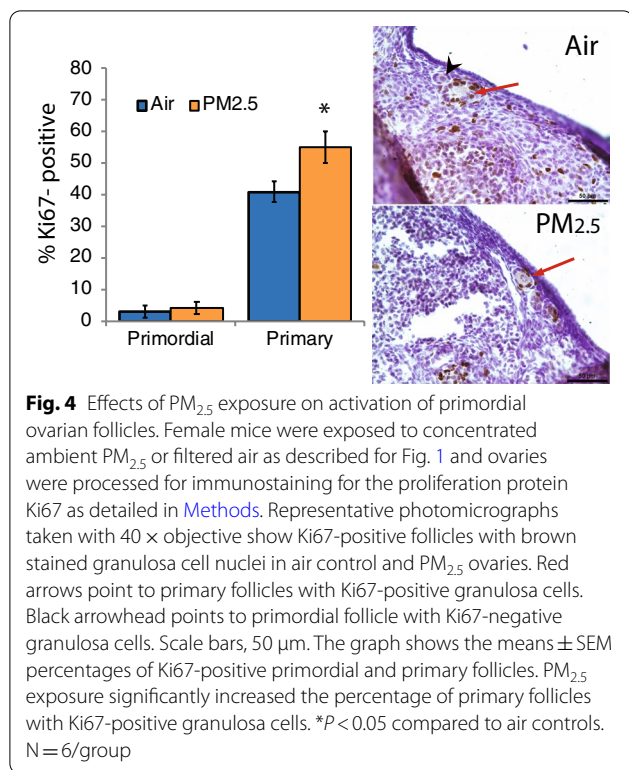 80
70
60
50
40
30
20
10
0
% Ki67- positive
Air PM2.5
*
Primordial Primary
Air
50 µm
PM2.5
50 µm
Fig. 4 Effects of PM2.5 exposure on activation of primordial
ovarian follicles. Female mice were exposed to concentrated
ambient PM2.5 or filtered air as described for Fig. 1 and ovaries
were processed for immunostaining for the proliferation protein
Ki67 as detailed in Methods. Representative photomicrographs
taken with 40 × objective show Ki67-positive follicles with brown
stained granulosa cell nuclei in air control and PM2.5 ovaries. Red
arrows point to primary follicles with Ki67-positive granulosa cells.
Black arrowhead points to primordial follicle with Ki67-negative
granulosa cells. Scale bars, 50 µm. The graph shows the means ± SEM
percentages of Ki67-positive primordial and primary follicles. PM2.5
exposure significantly increased the percentage of primary follicles
with Ki67-positive granulosa cells. *P < 0.05 compared to air controls.
N = 6/group